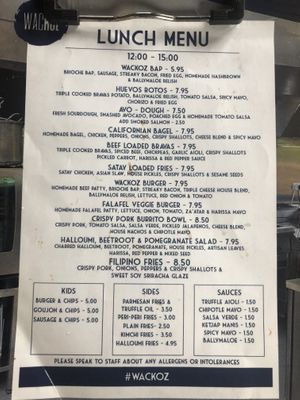 WACKOZ
LUNCH MENU
12:00 - 15:00
WACKOZ BAP - 5.95
BRIOCHE BAP, SAUSAGE, STREAKY BACON, FRIED EGG, HOMEMADE HASHBROWN
& BALLYMALOE RELISH
HUEVOS ROTOS - 7.95
TRIPLE COOKED BRAVAS POTATO, BALLYMALOE RELISH, TOMATO SALSA, SPICY MAYO,
CHORIZO & FRIED EGG
AVO - DOUGH - 7.50
FRESH SOURDOUGH, SMASHED AVOCADO, POACHED EGG & HOMEMADE TOMATO SALSA
ADD SMOKED SALMON - 2.50
CALIFORNIAN BAGEL - 7.95
HOMEMADE BAGEL, CHICKEN, PEPPERS, ONIONS, CRISPY SHALLOTS, CHEESE BLEND & SPICY MAYO
BEEF LOADED BRAVAS - 7.95
TRIPLE COOKED BRAVAS, SPICED BEEF, CHICKPEAS, GARLIC AIOLI, CRISPY SHALLOTS
PICKLED CARROT, HARISSA & RED PEPPER SAUCE
SATAY LOADED FRIES - 7.95
SATAY CHICKEN, ASIAN SLAW, HOUSE PICKLES, CRISPY SHALLOTS & SESAME SEEDS
WACKOZ BURGER - 7.95
HOMEMADE BEEF PATTY, BRIOCHE BAP, STREAKY BACON, TRIPLE CHEESE HOUSE BLEND,
BALLYMALOE RELISH, LETTUCE, RED ONION & TOMATO
FALAFEL VEGGIE BURGER - 7.95
HOMEMADE FALAFEL PATTY, LETTUCE, ONION, TOMATO, ZA'ATAR & HARISSA MAYO
CRISPY PORK BURRITO BOWL - 8.50
CRISPY PORK, TOMATO SALSA, SALSA VERDE, PICKLED JALAPENOS, CHEESE BLEND,
HOUSE NACHOS & CHIPOTLE MAYO
HALLOUMI, BEETROOT & POMEGRANATE SALAD - 7.95
CHARRED HALLOUMI, BEETROOT, POMEGRANATE, HOUSE PICKLES, ARTISAN LEAVES
HARISSA, RED PEPPER & MIXED SEED
FILIPINO FRIES - 8.50
CRISPY PORK, ONIONS, PEPPERS & CRISPY SHALLOTS &
SWEET SOY SRIRACHA GLAZE
KIDS
BURGER & CHIPS - 5.00
GOUJON & CHIPS - 5.00
SAUSAGE & CHIPS - 5.00
SIDES
PARMESAN FRIES &
TRUFFLE OIL - 3.50
PERI-PERI FRIES - 3.00
PLAIN FRIES - 2.50
KIMCHI FRIES - 3.50
HALLOUMI FRIES - 4.95
SAUCES
TRUFFLE AIOLI - 1.50
CHIPOTLE MAYO - 1.50
SALSA VERDE - 1.50
KETJAP MANIS - 1.50
SPICY MAYO - 1.50
BALLYMALOE - 1.50
PLEASE SPEAK TO STAFF ABOUT ANY ALLERGENS OR INTOLERANCES
#WACKOZ